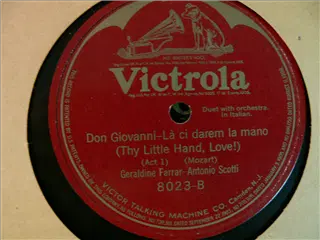 Victrola
Duet with orchestra
In Italian.
Don Giovanni-Là ci darem la mano
(Thy Little Hand, Love!)
(Act 1) (Mozart)
Geraldine Farrar-Antonio Scotti
8023-B
VICTOR TALKING MACHINE CO. Camden, N.J.